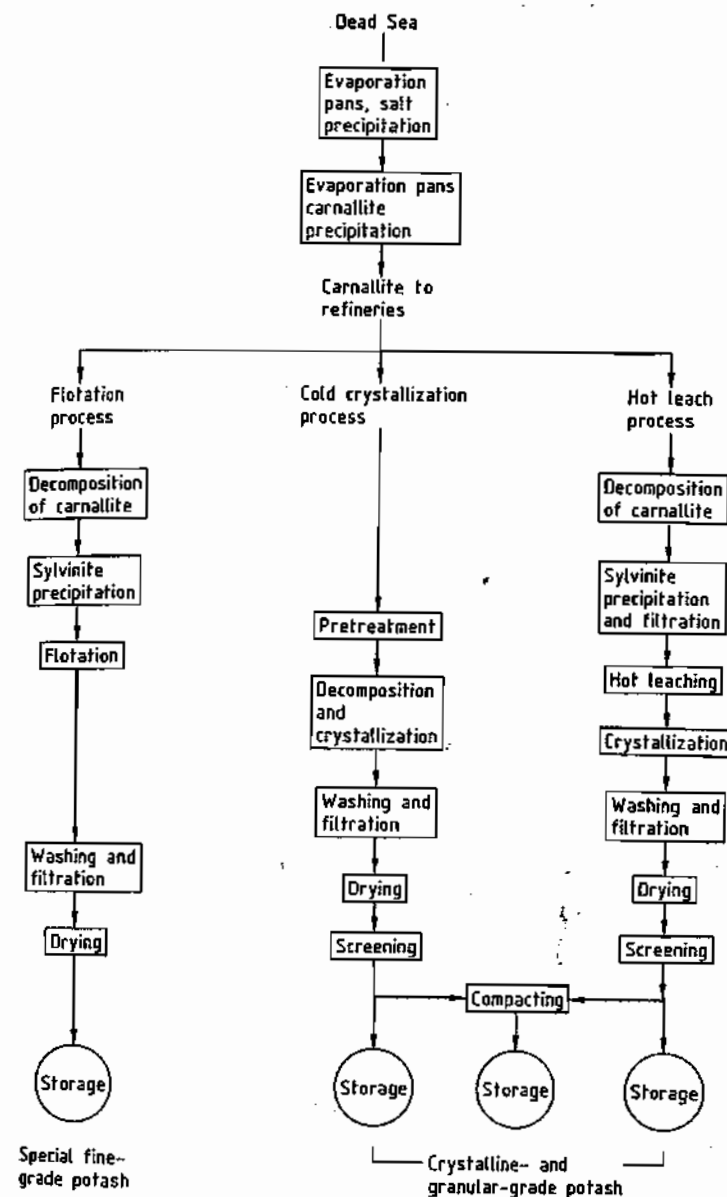 Dead Sea
Evaporation
pans, salt
precipitation
Evaporation pans
carnallite
precipitation
Carnallite to
refineries
Flotation
process
Decomposition
of carnallite
Sylvinite
precipitation
Flotation
Washing and
filtration
Drying
Storage
Special fine-
grade potash
Cold crystallization
process
Pretreatment
Decomposition
and
crystallization
Washing and
filtration
Drying
Screening
Compacting
Storage
Storage
Hot leach
process
Decomposition
of carnallite
Sylvinite
precipitation
and filtration
Hot leaching
Crystallization
Washing and
filtration
Drying
Screening
Storage
Crystalline- and
granular-grade potash